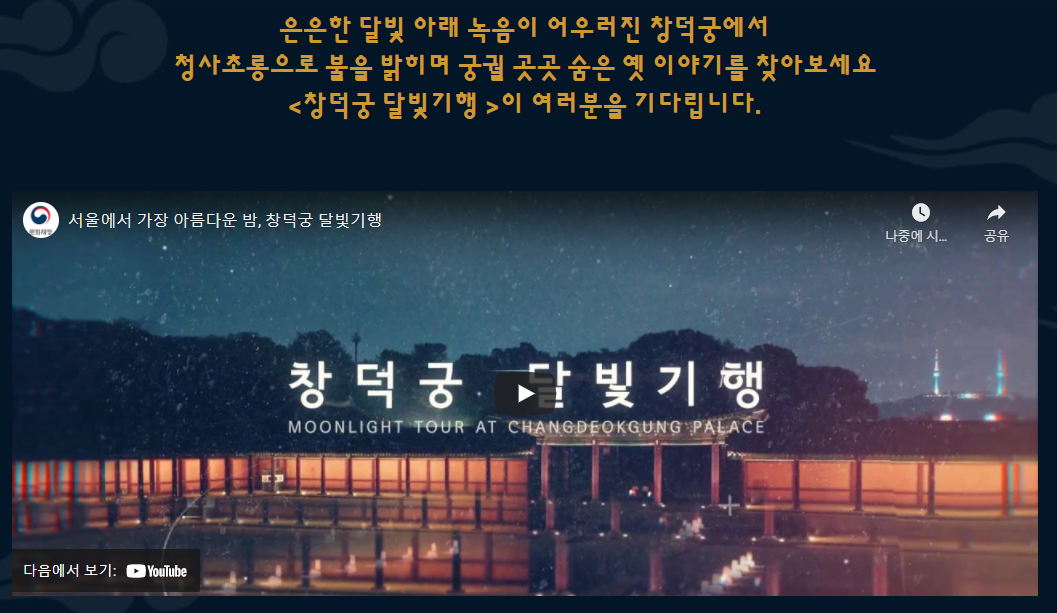 은은한 달빛 아래 녹음이 어우러진 창덕궁에서
청사초롱으로 불을 밝히며 궁궐 곳곳 숨은 옛 이야기를 찾아보세요
<창덕궁 달빛기행 >이 여러분을 기다립니다.
문화재청
서울에서 가장 아름다운 밤, 창덕궁 달빛기행
나중에 시...
공유
창덕궁 달빛기행
MOONLIGHT TOUR AT CHANGDEOKGUNG PALACE
다음에서 보기: YouTube